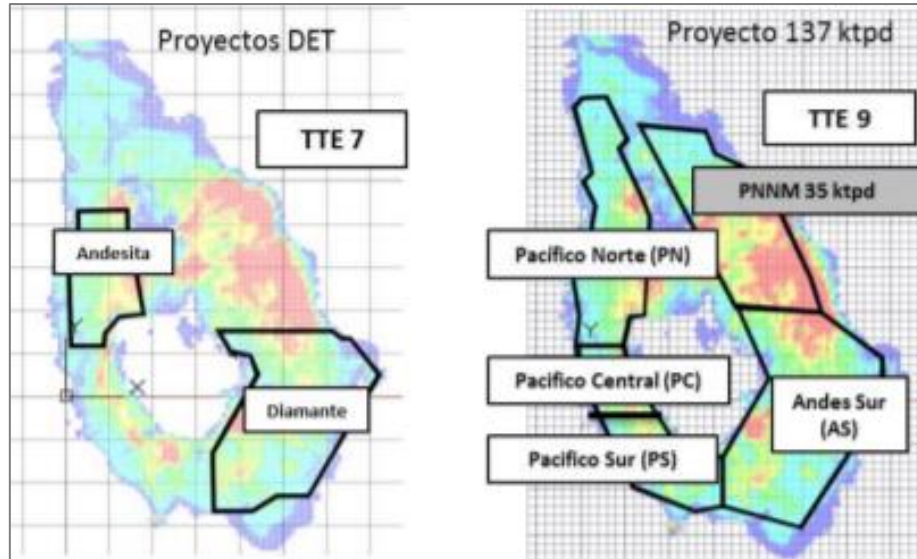 Proyectos DET
TTE 7
Andesita
Y
X
Diamante
Proyecto 137 ktpd
TTE 9
PNNM 35 ktpd
Pacífico Norte (PN)
Y
Pacifico Central (PC)
Andes Sur
(AS)
Pacifico Sur (PS)